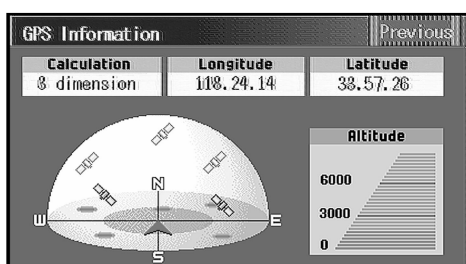 GPS Information
Previous
Calculation
Longitude
Latitude
3 dimension
118.24.14
33.57.26
Altitude
6000
3000
0
N
W
E
S